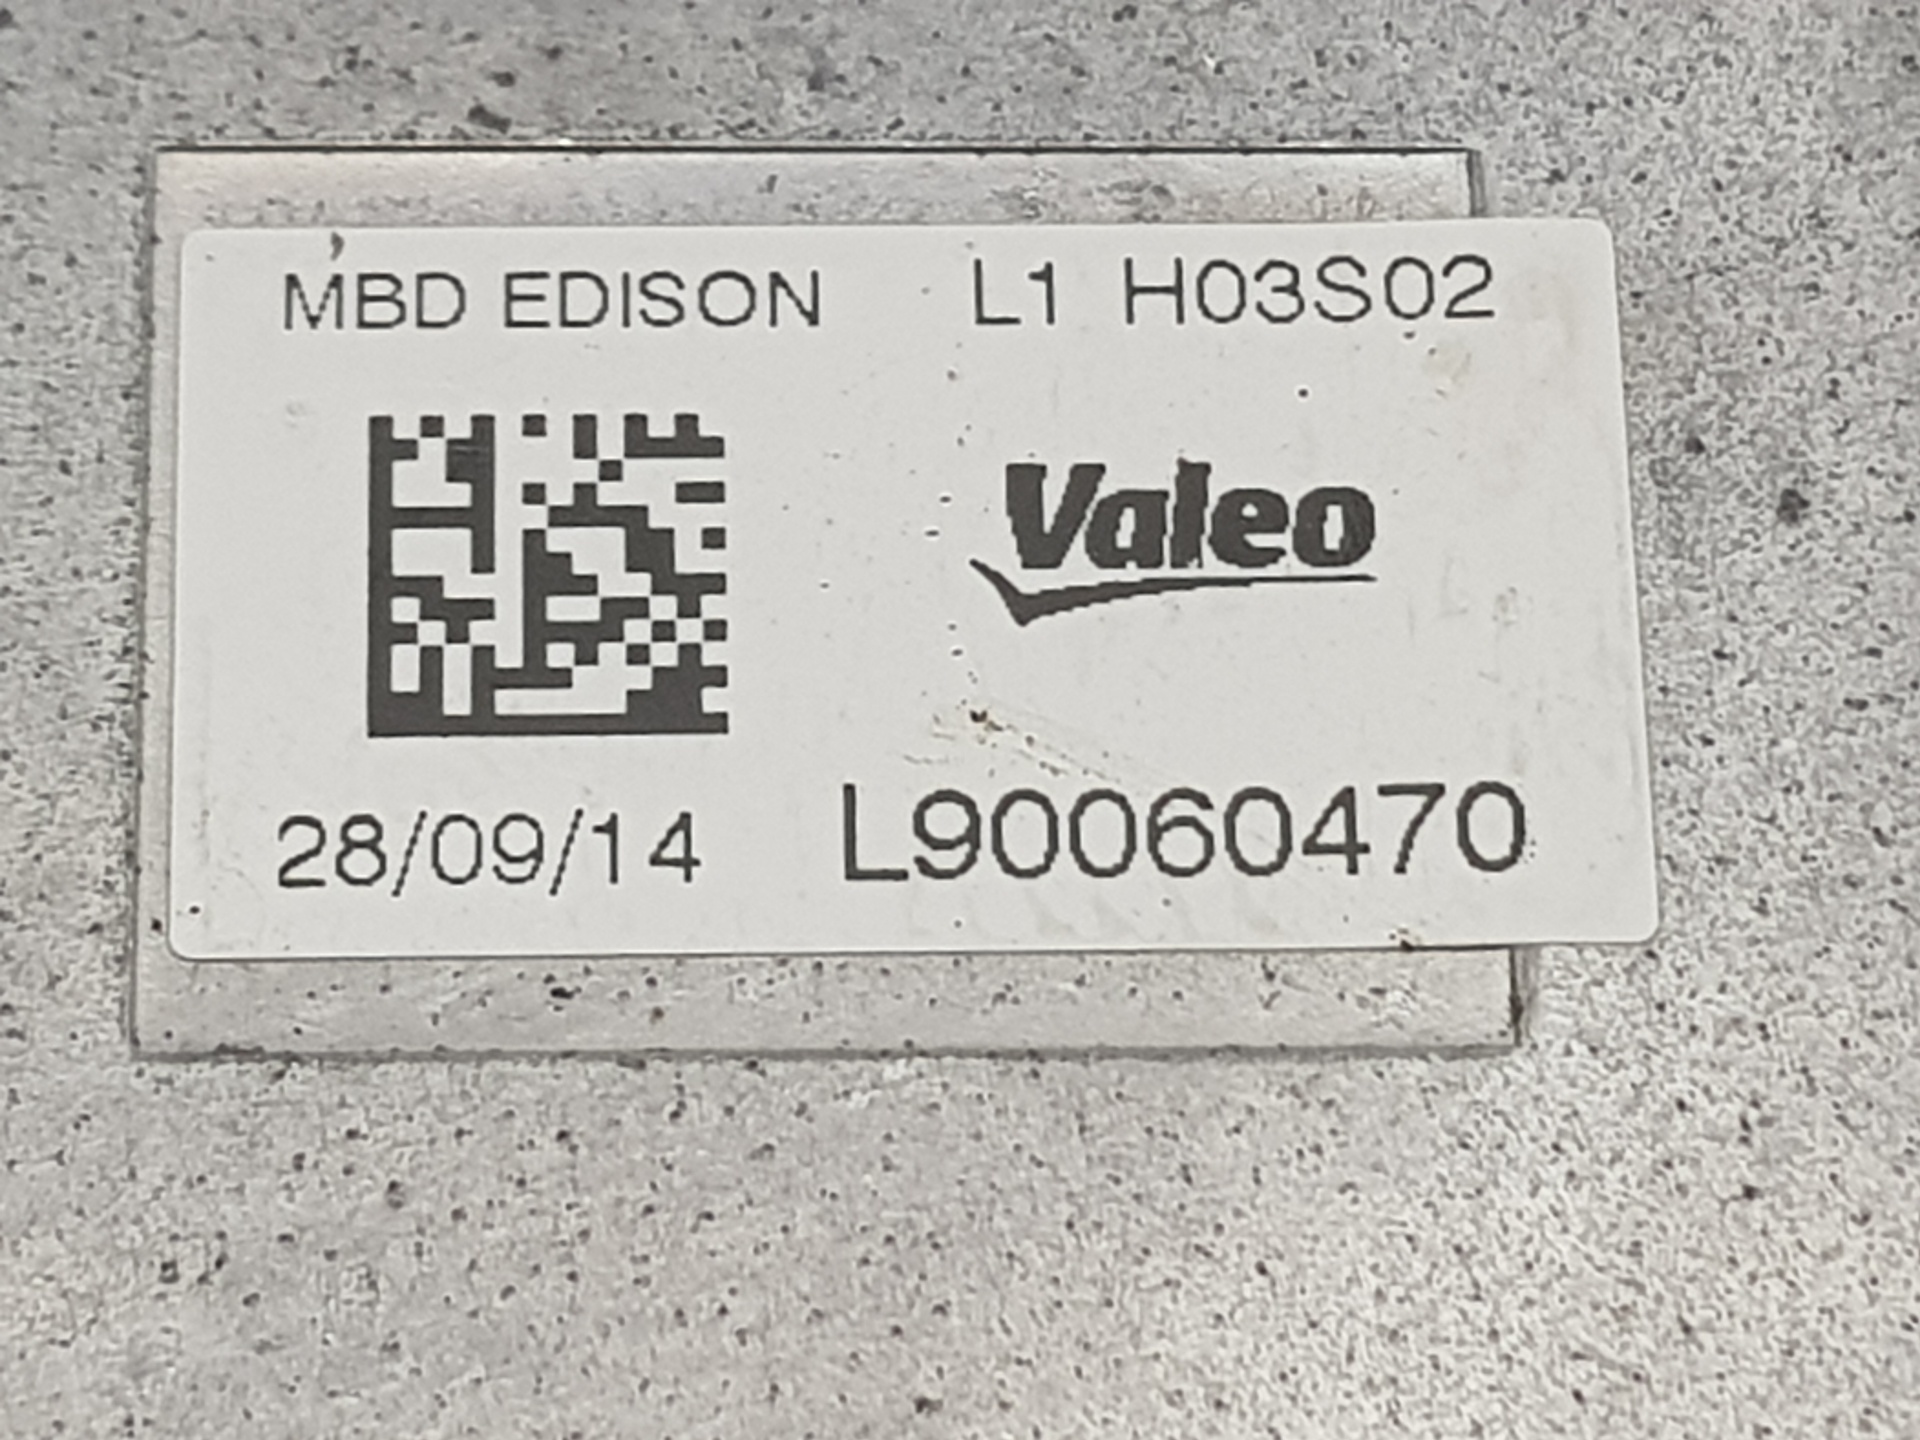 MBD EDISON L1 H03S02
Valeo
28/09/14 L90060470